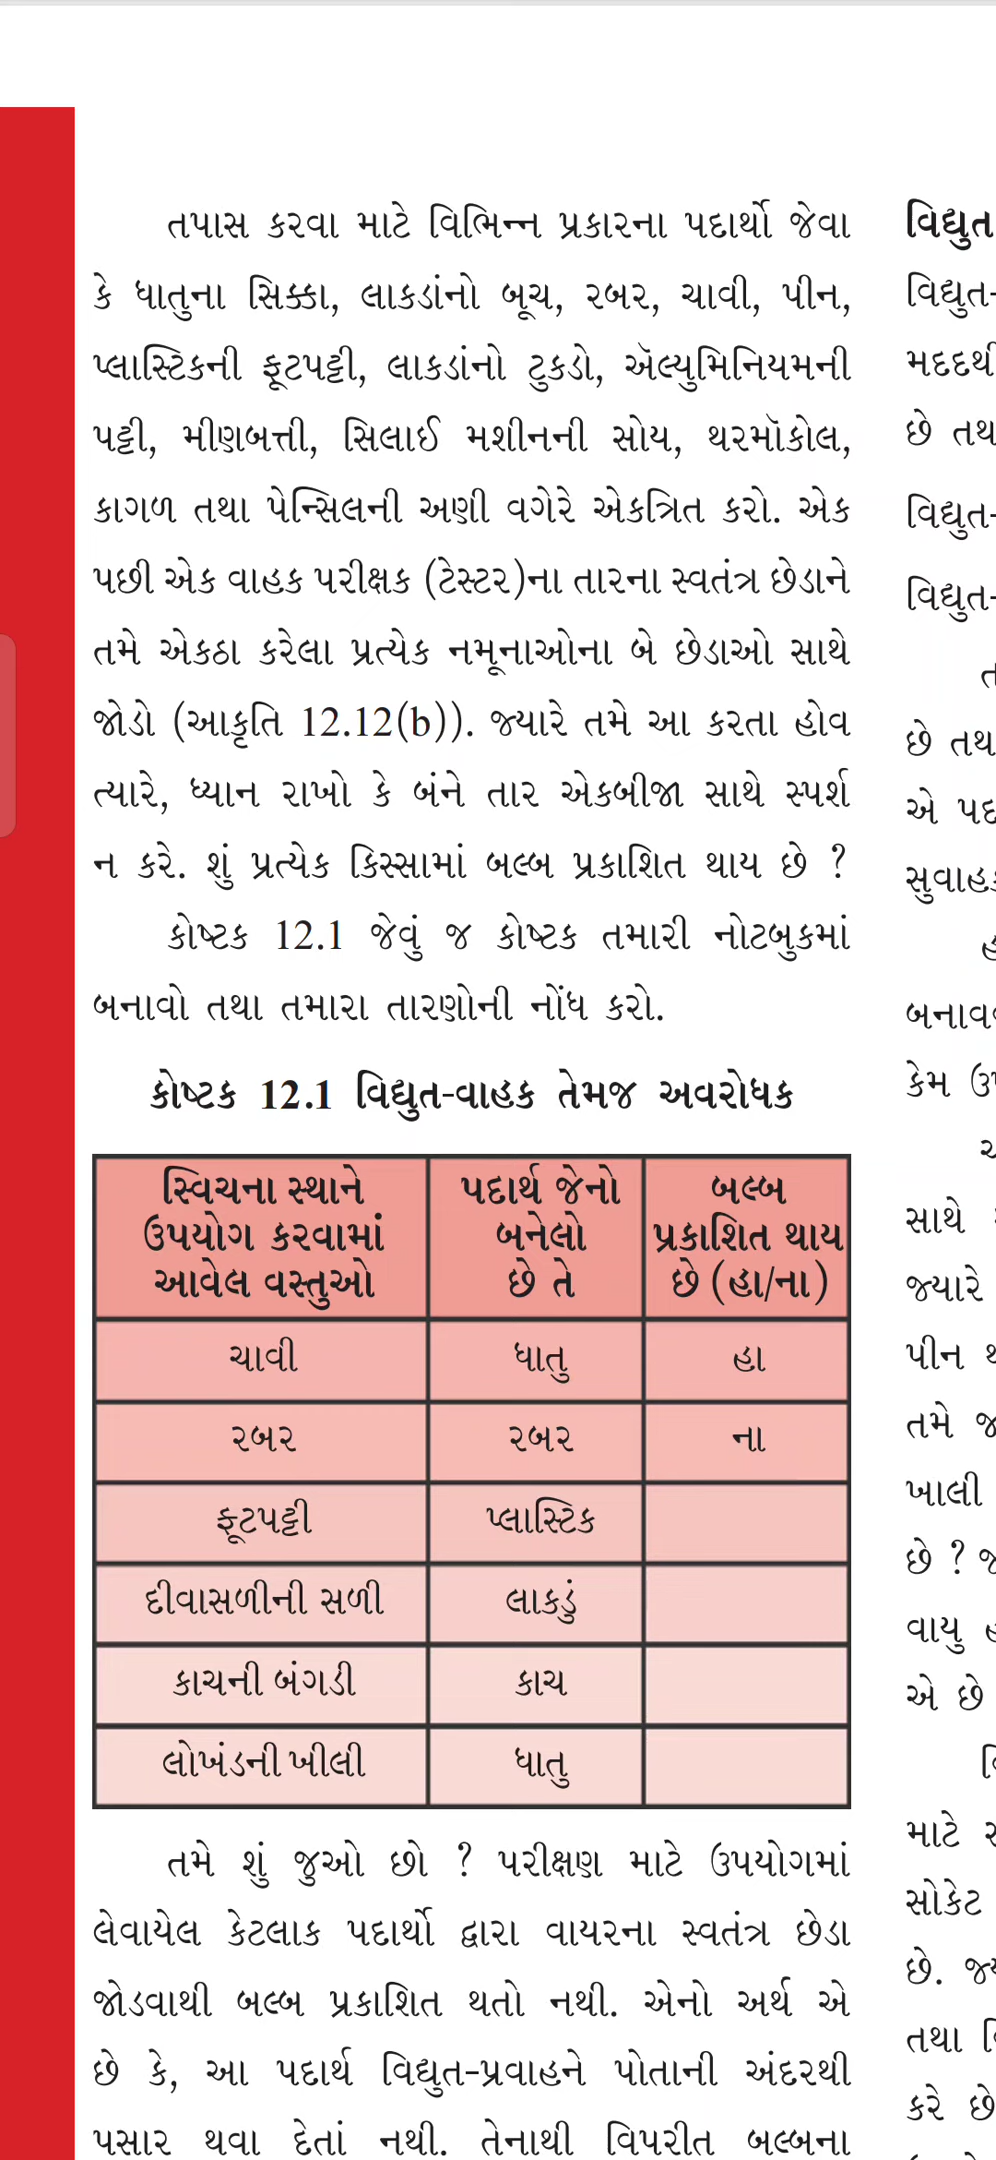 તપાસ કરવા માટે વિભિન્ન પ્રકારના પદાર્થો જેવા
કે ધાતુના સિક્કા, લાકડાંનો બૂચ, રબર, ચાવી, પીન,
પ્લાસ્ટિકની ફૂટપટ્ટી, લાકડાંનો ટુકડો, ઍલ્યુમિનિયમની
પટ્ટી, મીણબત્તી, સિલાઈ મશીનની સોય, થરમૉકોલ,
કાગળ તથા પેન્સિલની અણી વગેરે એકત્રિત કરો. એક
પછી એક વાહક પરીક્ષક (ટેસ્ટર)ના તારના સ્વતંત્ર છેડાને
તમે એકઠા કરેલા પ્રત્યેક નમૂનાઓના બે છેડાઓ સાથે
જોડો (આકૃતિ 12.12(b)). જ્યારે તમે આ કરતા હોવ
ત્યારે, ધ્યાન રાખો કે બંને તાર એકબીજા સાથે સ્પર્શ
ન કરે. શું પ્રત્યેક કિસ્સામાં બલ્બ પ્રકાશિત થાય છે ?
કોષ્ટક 12.1 જેવું જ કોષ્ટક તમારી નોટબુકમાં
બનાવો તથા તમારા તારણોની નોંધ કરો.
કોષ્ટક 12.1 વિદ્યુત-વાહક તેમજ અવરોધક
સ્વિચના સ્થાને ઉપયોગ કરવામાં આવેલ વસ્તુઓ | પદાર્થ જેનો બનેલો છે તે | બલ્બ પ્રકાશિત થાય છે (હા/ના)
ચાવી | ધાતુ | હા
રબર | રબર | ના
ફૂટપટ્ટી | પ્લાસ્ટિક
દીવાસળીની સળી | લાકડું
કાચની બંગડી | કાચ
લોખંડની ખીલી | ધાતુ
તમે શું જુઓ છો ? પરીક્ષણ માટે ઉપયોગમાં
લેવાયેલ કેટલાક પદાર્થો દ્વારા વાયરના સ્વતંત્ર છેડા
જોડવાથી બલ્બ પ્રકાશિત થતો નથી. એનો અર્થ એ
છે કે, આ પદાર્થ વિદ્યુત-પ્રવાહને પોતાની અંદરથી
પસાર થવા દેતાં નથી. તેનાથી વિપરીત બલ્બના
વિદ્યુત
વિદ્યુત-
મદદથી
છે તથ
વિદ્યુત-
વિદ્યુત-
છે તથ
એ
સાથે
જ્યારે
પીન
તમે
ખાલી
છે ?
વાયુ
એ છે
માટે
સોકેટ
છે.
તથા
કરે છે